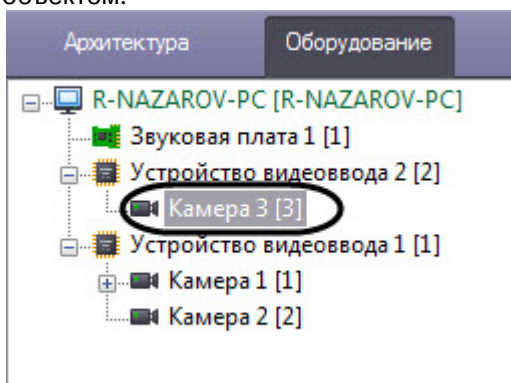 объектом.
Архитектура Оборудование
R-NAZAROV-PC [R-NAZAROV-PC]
Звуковая плата 1 [1]
Устройство видеоввода 2 [2]
Камера 3 [3]
Устройство видеоввода 1 [1]
Камера 1 [1]
Камера 2 [2]